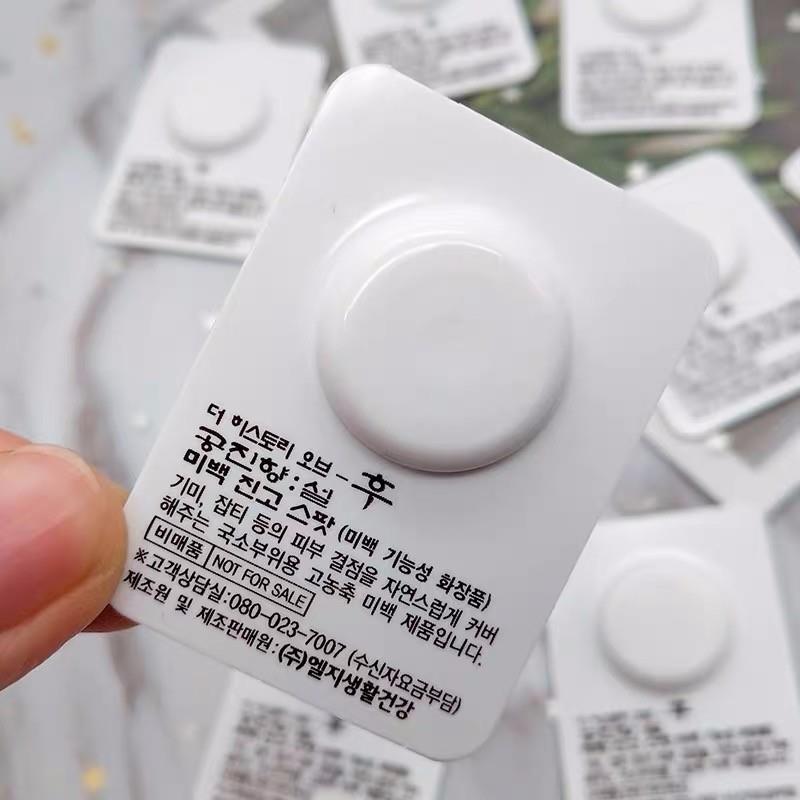 더 히스토리 오브 - 후
공진향 : 설
미백 진고 스팟 (미백 기능성 화장품)
기미, 잡티 등의 피부 결점을 자연스럽게 커버
해주는 국소부위용 고농축 미백 제품입니다.
비매품 NOT FOR SALE
※고객상담실:080-023-7007 (수신자요금부담)
제조원 및 제조판매원:(주)엘지생활건강